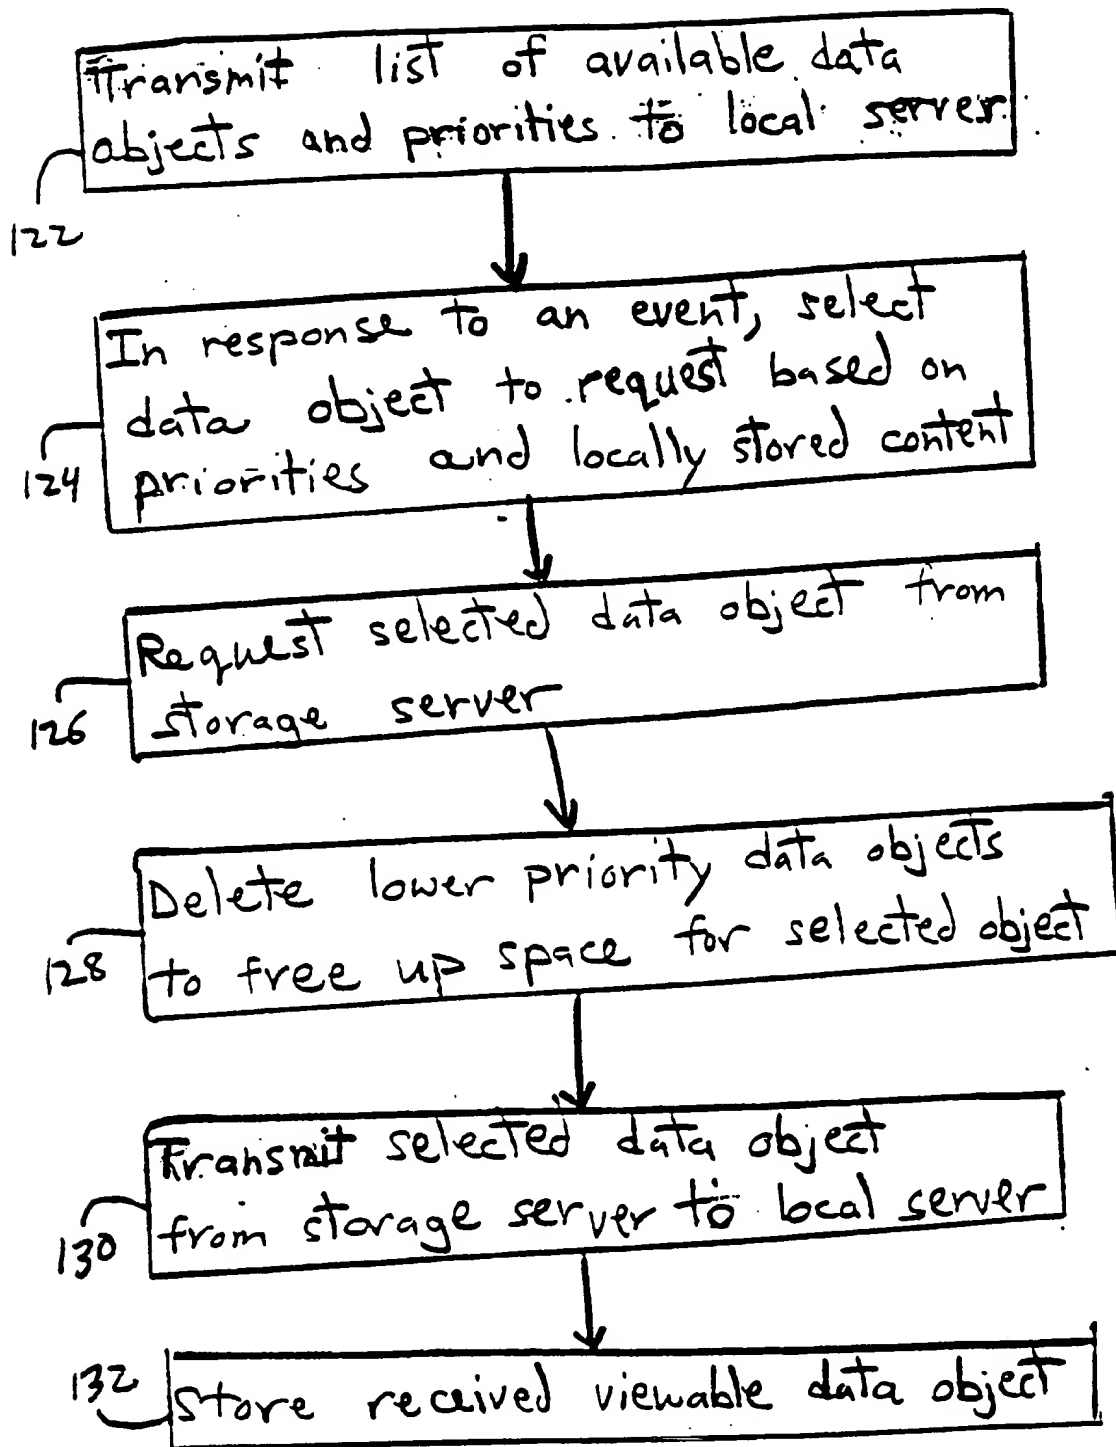 Transmit list of available data
objects and priorities to local server
122
In response to an event, select
data object to request based on
priorities and locally stored content
124
Request selected data object from
storage server
126
Delete lower priority data objects
to free up space for selected object
128
Transmit selected data object
from storage server to local server
130
132
Store received viewable data object